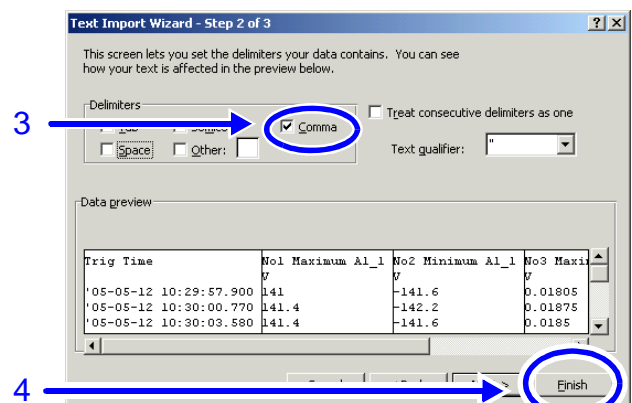 Text Import Wizard - Step 2 of 3
This screen lets you set the delimiters your data contains. You can see
how your text is affected in the preview below.
Delimiters
3
Comma
Treat consecutive delimiters as one
Space
Other:
Text qualifier: "
Data preview
Trig Time No1 Maximum A1_1 No2 Minimum A1_1 No3 Maxi
V V V
'05-05-12 10:29:57.900 141 -141.6 0.01805
'05-05-12 10:30:00.770 141.4 -142.2 0.01875
'05-05-12 10:30:03.580 141.4 -141.6 0.0185
4
Finish